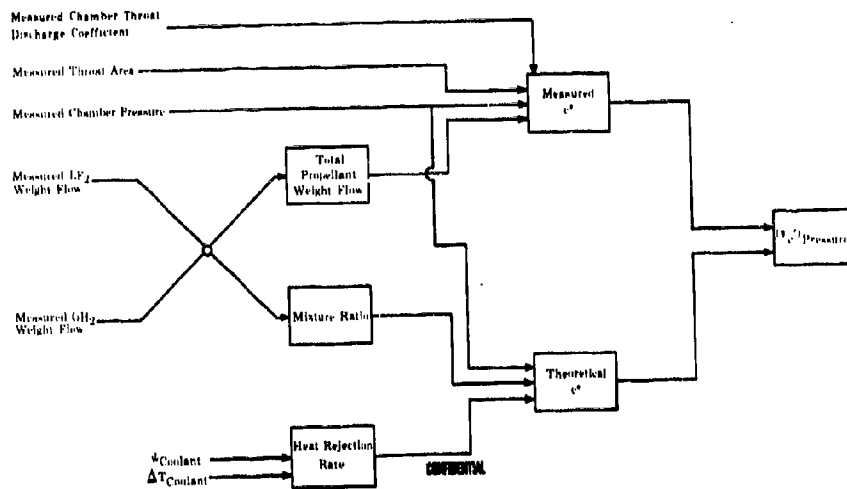 Measured Chamber Throat
Discharge Coefficient
Measured Throat Area
Measured Chamber Pressure
Measured LF2
Weight Flow
Measured GH2
Weight Flow
Total
Propellant
Weight Flow
Mixture Ratio
Heat Rejection
Rate
ẇCoolant
ΔTCoolant
Measured
c*
Theoretical
c*
Pressure
CONFIDENTIAL